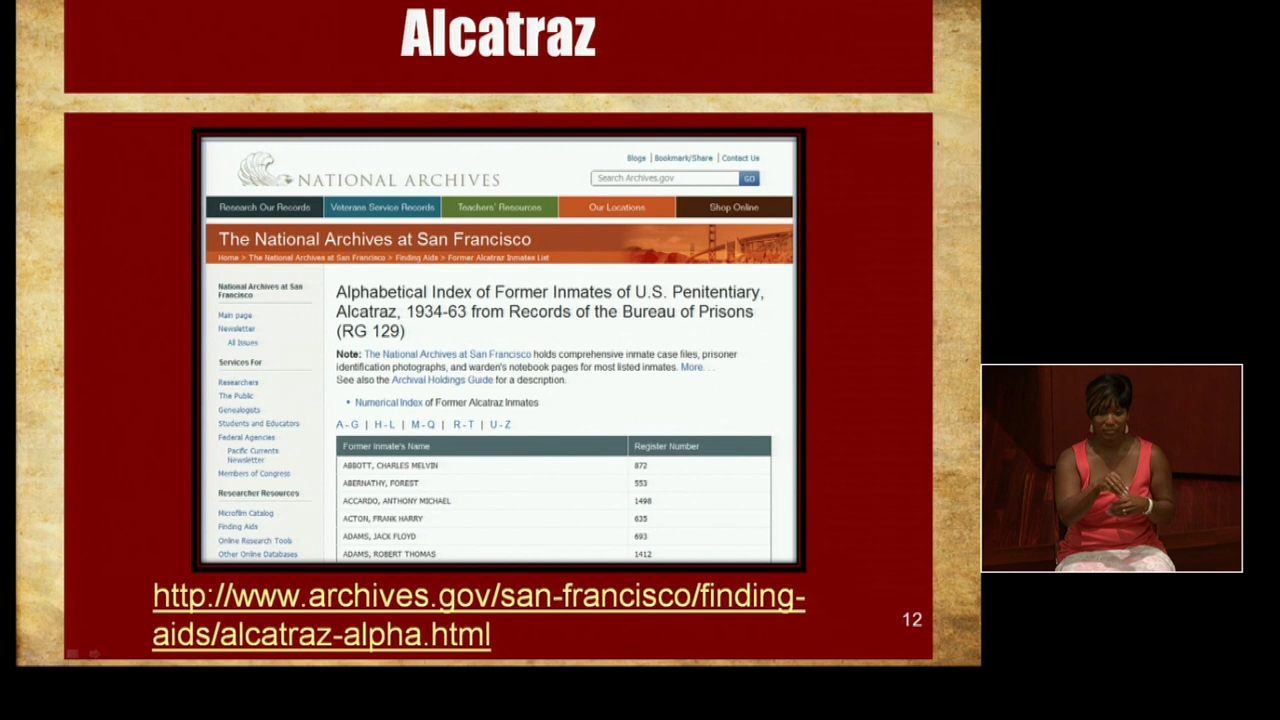 Alcatraz
NATIONAL ARCHIVES
Blogs | Bookmark/Share | Contact Us
Search Archives.gov GO
Research Our Records Veterans Service Records Teachers' Resources Our Locations Shop Online
The National Archives at San Francisco
Home > The National Archives at San Francisco > Finding Aids > Former Alcatraz Inmates List
National Archives at San
Francisco
Main page
Newsletter
All Issues
Services For
Researchers
The Public
Genealogists
Students and Educators
Federal Agencies
Pacific Currents
Newsletter
Members of Congress
Researcher Resources
Microfilm Catalog
Finding Aids
Online Research Tools
Other Online Databases
Alphabetical Index of Former Inmates of U.S. Penitentiary,
Alcatraz, 1934-63 from Records of the Bureau of Prisons
(RG 129)
Note: The National Archives at San Francisco holds comprehensive inmate case files, prisoner
identification photographs, and warden's notebook pages for most listed inmates. More. . .
See also the Archival Holdings Guide for a description.
• Numerical Index of Former Alcatraz Inmates
A - G | H - L | M - Q | R - T | U - Z
Former Inmate's Name Register Number
ABBOTT, CHARLES MELVIN 872
ABERNATHY, FOREST 553
ACCARDO, ANTHONY MICHAEL 1498
ACTON, FRANK HARRY 635
ADAMS, JACK FLOYD 693
ADAMS, ROBERT THOMAS 1412
http://www.archives.gov/san-francisco/finding-
aids/alcatraz-alpha.html
12